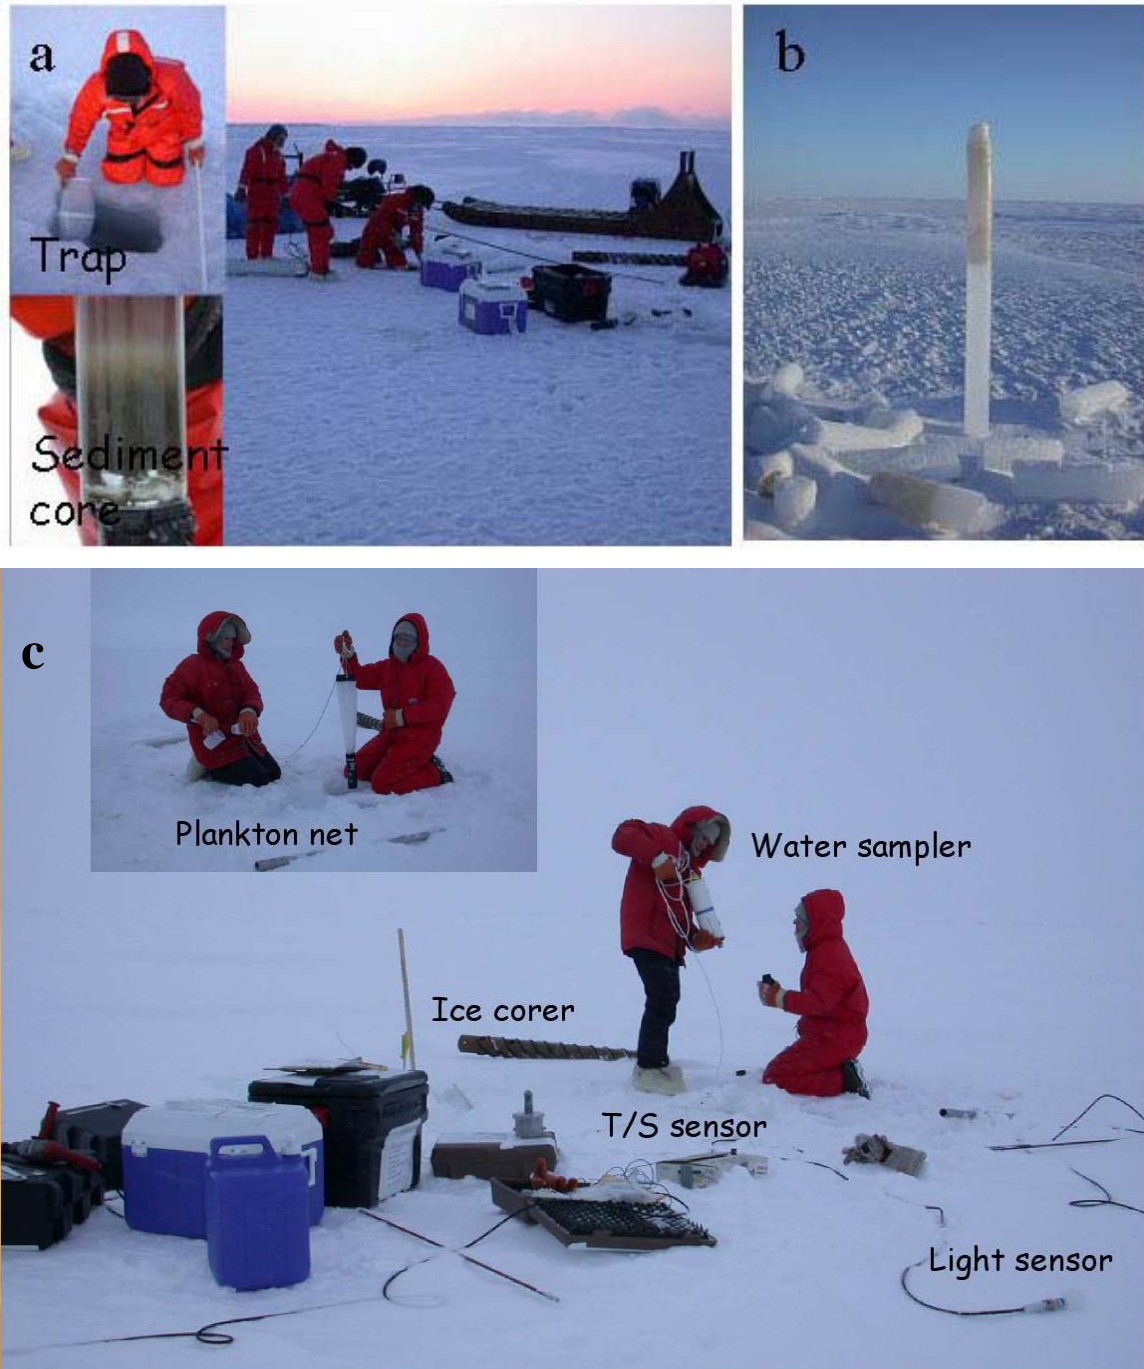 a
b
Trap
Sediment
core
c
Plankton net
Water sampler
Ice corer
T/S sensor
Light sensor